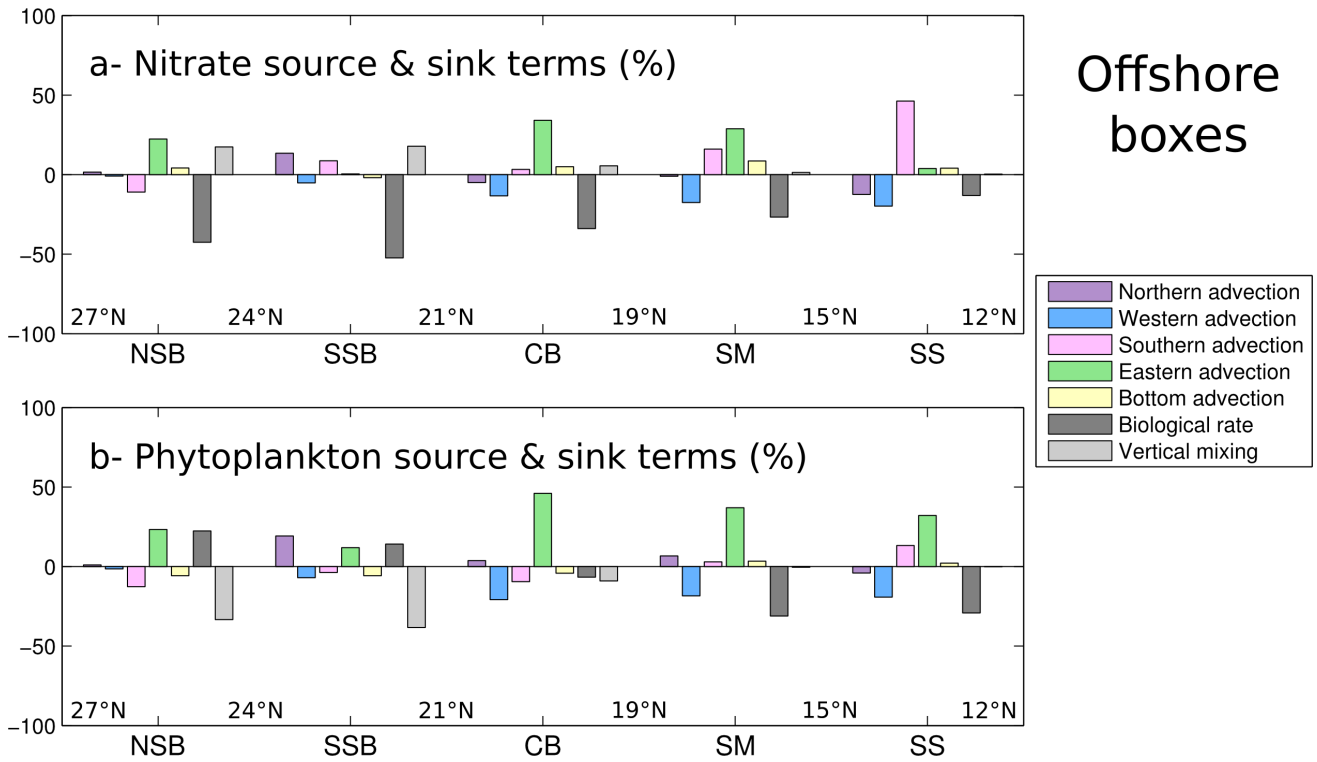 100
a- Nitrate source & sink terms (%)
50
0
−50
−100
27°N 24°N 21°N 19°N 15°N 12°N
NSB SSB CB SM SS
Offshore
boxes
Northern advection
Western advection
Southern advection
Eastern advection
Bottom advection
Biological rate
Vertical mixing
100
b- Phytoplankton source & sink terms (%)
50
0
−50
−100
27°N 24°N 21°N 19°N 15°N 12°N
NSB SSB CB SM SS